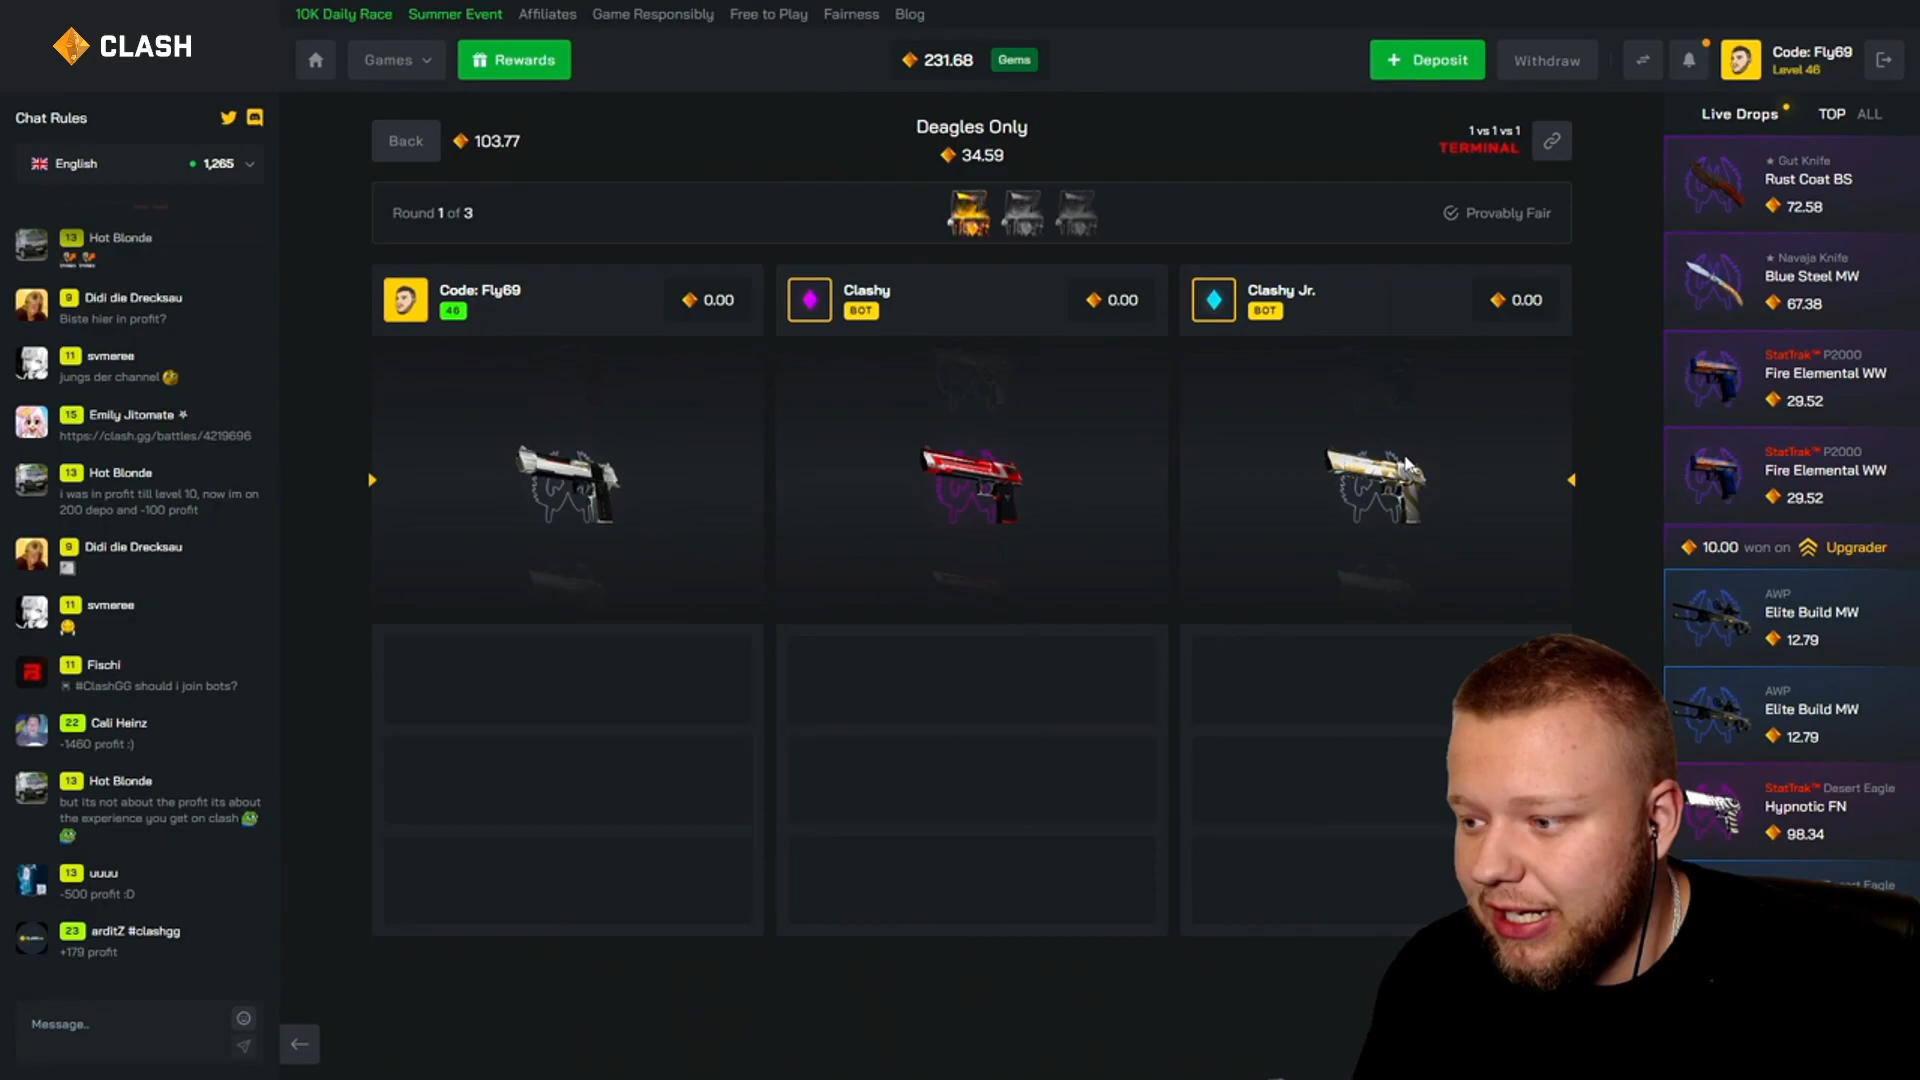 10K Daily Race Summer Event Affiliates Game Responsibly Free to Play Fairness Blog
CLASH
Games
Rewards
231.68 Gems
+ Deposit
Withdraw
Code: Fly69
Level 46
Chat Rules
English
1,265
13 Hot Blonde
9 Didi die Drecksau
Biste hier in profit?
11 svmeree
jungs der channel
15 Emily Jitomate
https://clash.gg/battles/4219696
13 Hot Blonde
i was in profit till level 10, now im on
200 depo and -100 profit
9 Didi die Drecksau
11 svmeree
11 Fischi
#ClashGG should i join bots?
22 Cali Heinz
-1460 profit :)
13 Hot Blonde
but its not about the profit its about
the experience you get on clash
13 uuuu
-500 profit :D
23 arditZ #clashgg
+179 profit
Message..
Back
103.77
Deagles Only
34.59
1 vs 1 vs 1
TERMINAL
Round 1 of 3
Provably Fair
Code: Fly69
46
0.00
Clashy
BOT
0.00
Clashy Jr.
BOT
0.00
Live Drops
TOP ALL
★ Gut Knife
Rust Coat BS
72.58
★ Navaja Knife
Blue Steel MW
67.38
StatTrak™ P2000
Fire Elemental WW
29.52
StatTrak™ P2000
Fire Elemental WW
29.52
10.00 won on Upgrader
AWP
Elite Build MW
12.79
AWP
Elite Build MW
12.79
StatTrak™ Desert Eagle
Hypnotic FN
98.34
Eagle